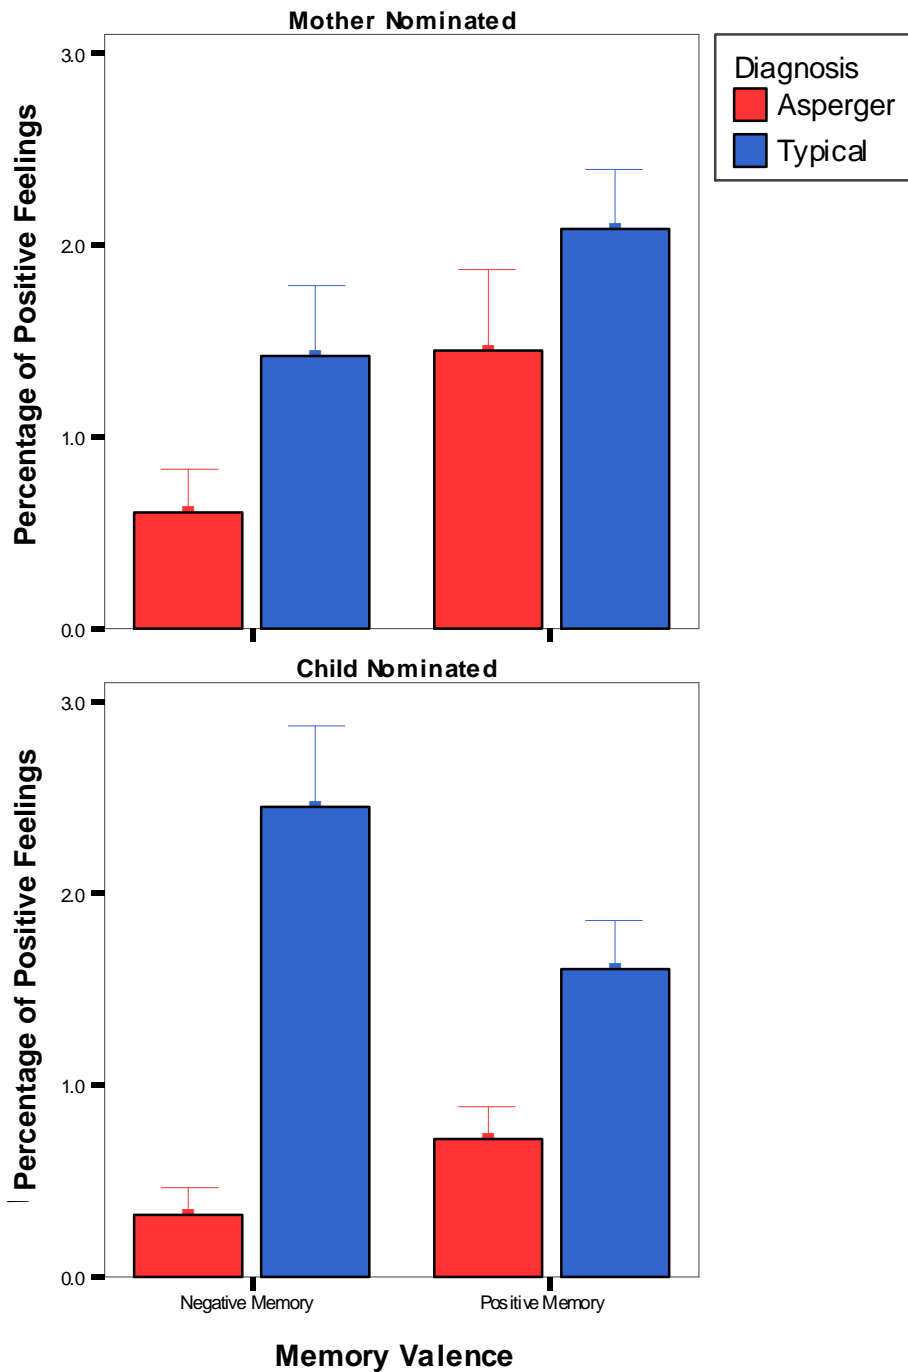 Mother Nominated
3.0
2.0
1.0
0.0
Percentage of Positive Feelings
Diagnosis
Asperger
Typical
Child Nominated
3.0
2.0
1.0
0.0
Percentage of Positive Feelings
Negative Memory
Positive Memory
Memory Valence